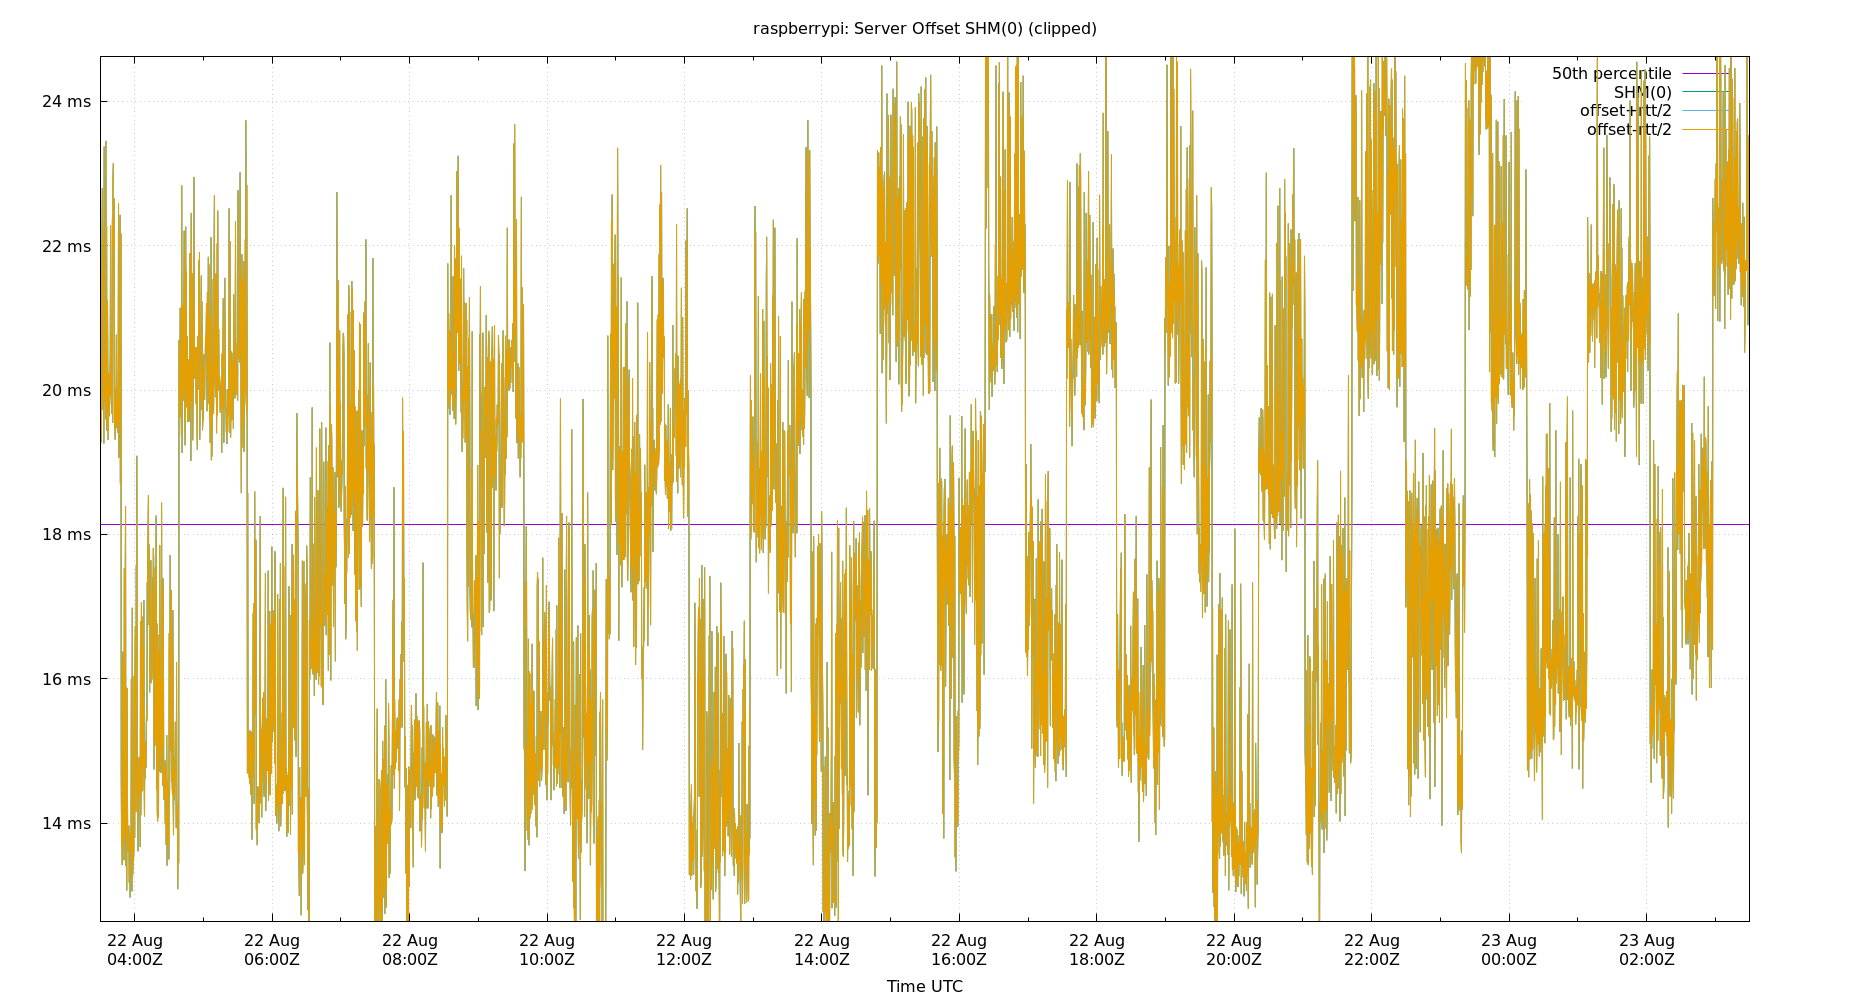 raspberrypi: Server Offset SHM(0) (clipped)
50th percentile
SHM(0)
offset+rtt/2
offset-rtt/2
24 ms
22 ms
20 ms
18 ms
16 ms
14 ms
22 Aug 22 Aug 22 Aug 22 Aug 22 Aug 22 Aug 22 Aug 22 Aug 22 Aug 22 Aug 23 Aug 23 Aug
04:00Z 06:00Z 08:00Z 10:00Z 12:00Z 14:00Z 16:00Z 18:00Z 20:00Z 22:00Z 00:00Z 02:00Z
Time UTC